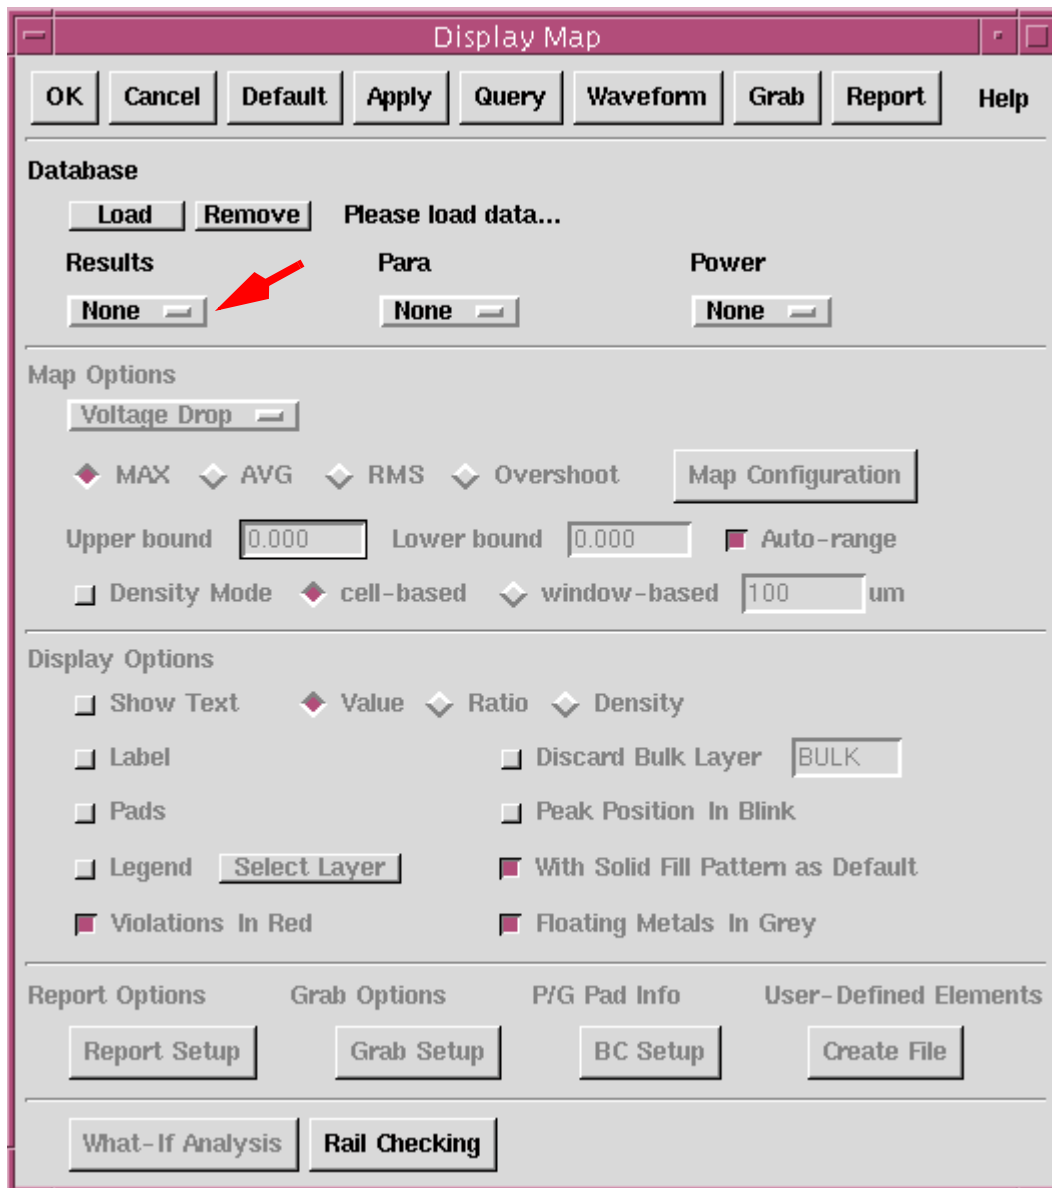 Display Map
OK Cancel Default Apply Query Waveform Grab Report Help
Database
Load Remove Please load data...
Results Para Power
None None None
Map Options
Voltage Drop
MAX AVG RMS Overshoot Map Configuration
Upper bound 0.000 Lower bound 0.000 Auto-range
Density Mode cell-based window-based 100 um
Display Options
Show Text Value Ratio Density
Label Discard Bulk Layer BULK
Pads Peak Position In Blink
Legend Select Layer With Solid Fill Pattern as Default
Violations In Red Floating Metals In Grey
Report Options Grab Options P/G Pad Info User-Defined Elements
Report Setup Grab Setup BC Setup Create File
What-If Analysis Rail Checking